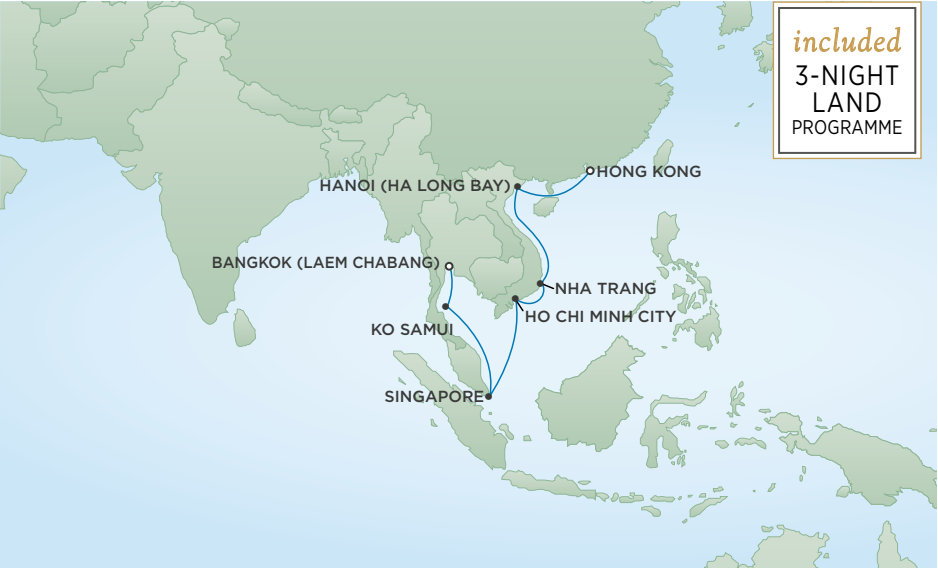 included
3-NIGHT
LAND
PROGRAMME
HONG KONG
HANOI (HA LONG BAY)
BANGKOK (LAEM CHABANG)
NHA TRANG
HO CHI MINH CITY
KO SAMUI
SINGAPORE